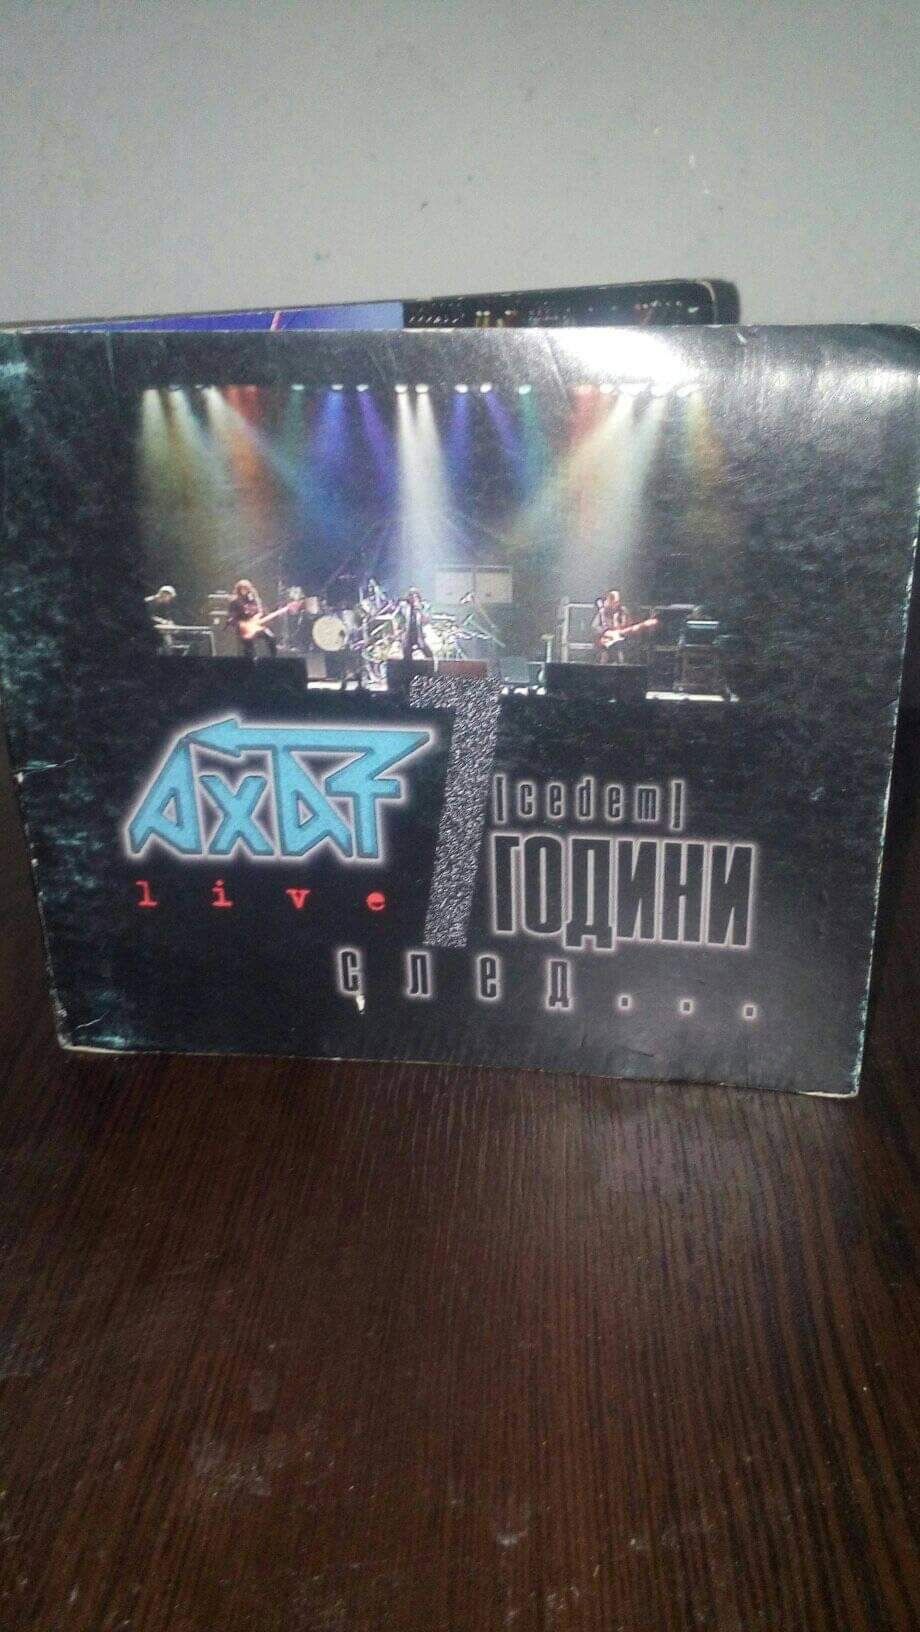 АХАТ
live
7
[cedem]
ГОДИНИ
След...